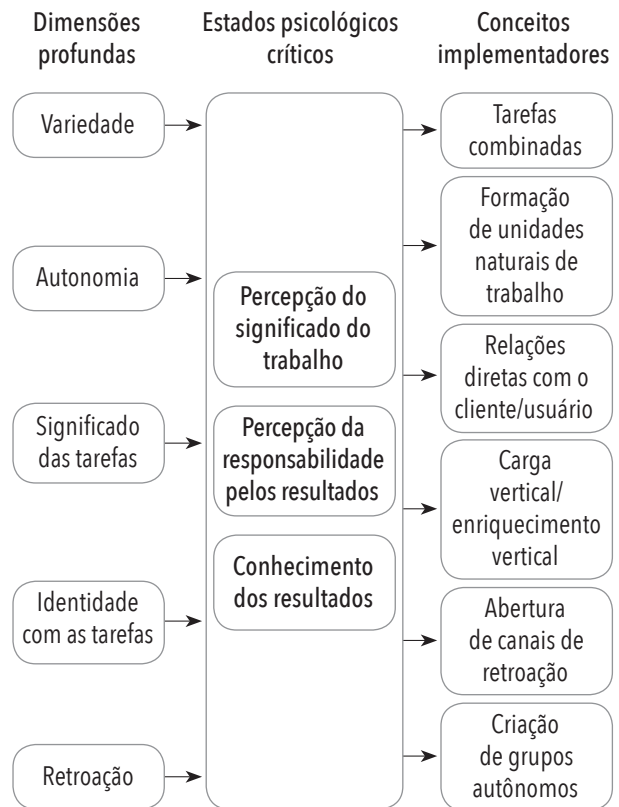 Dimensões
profundas
Estados psicológicos
críticos
Conceitos
implementadores
Variedade
Autonomia
Significado
das tarefas
Identidade
com as tarefas
Retroação
Percepção do
significado do
trabalho
Percepção da
responsabilidade
pelos resultados
Conhecimento
dos resultados
Tarefas
combinadas
Formação
de unidades
naturais de
trabalho
Relações
diretas com o
cliente/usuário
Carga
vertical/
enriquecimento
vertical
Abertura
de canais de
retroação
Criação
de grupos
autônomos